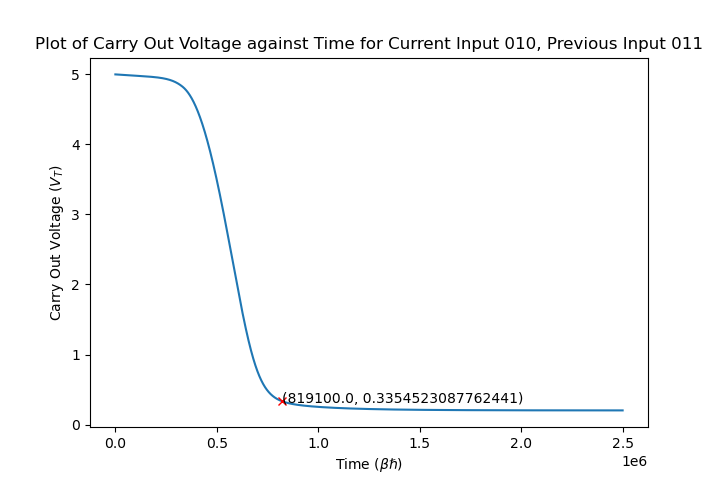 Plot of Carry Out Voltage against Time for Current Input 010, Previous Input 011
Carry Out Voltage (V_T)
5
4
3
2
1
0
(819100.0, 0.3354523087762441)
0.0 0.5 1.0 1.5 2.0 2.5
1e6
Time (βℏ)